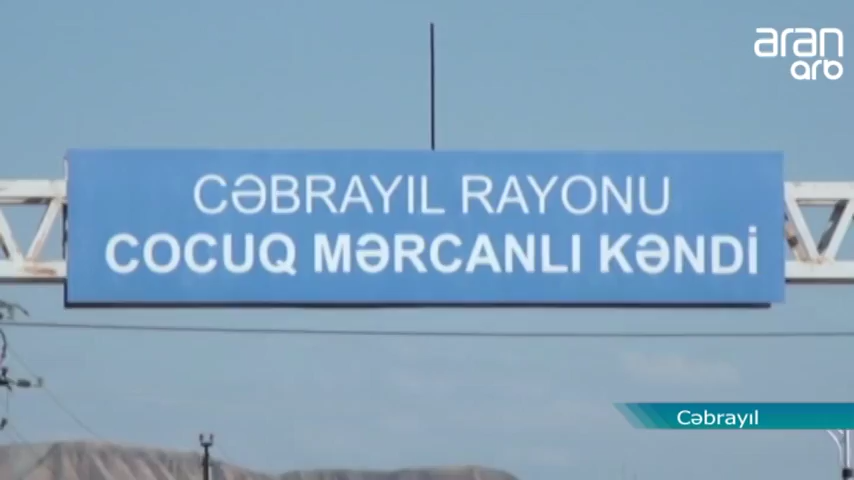 aran
arb
CƏBRAYIL RAYONU
COCUQ MƏRCANLI KƏNDİ
Cəbrayıl